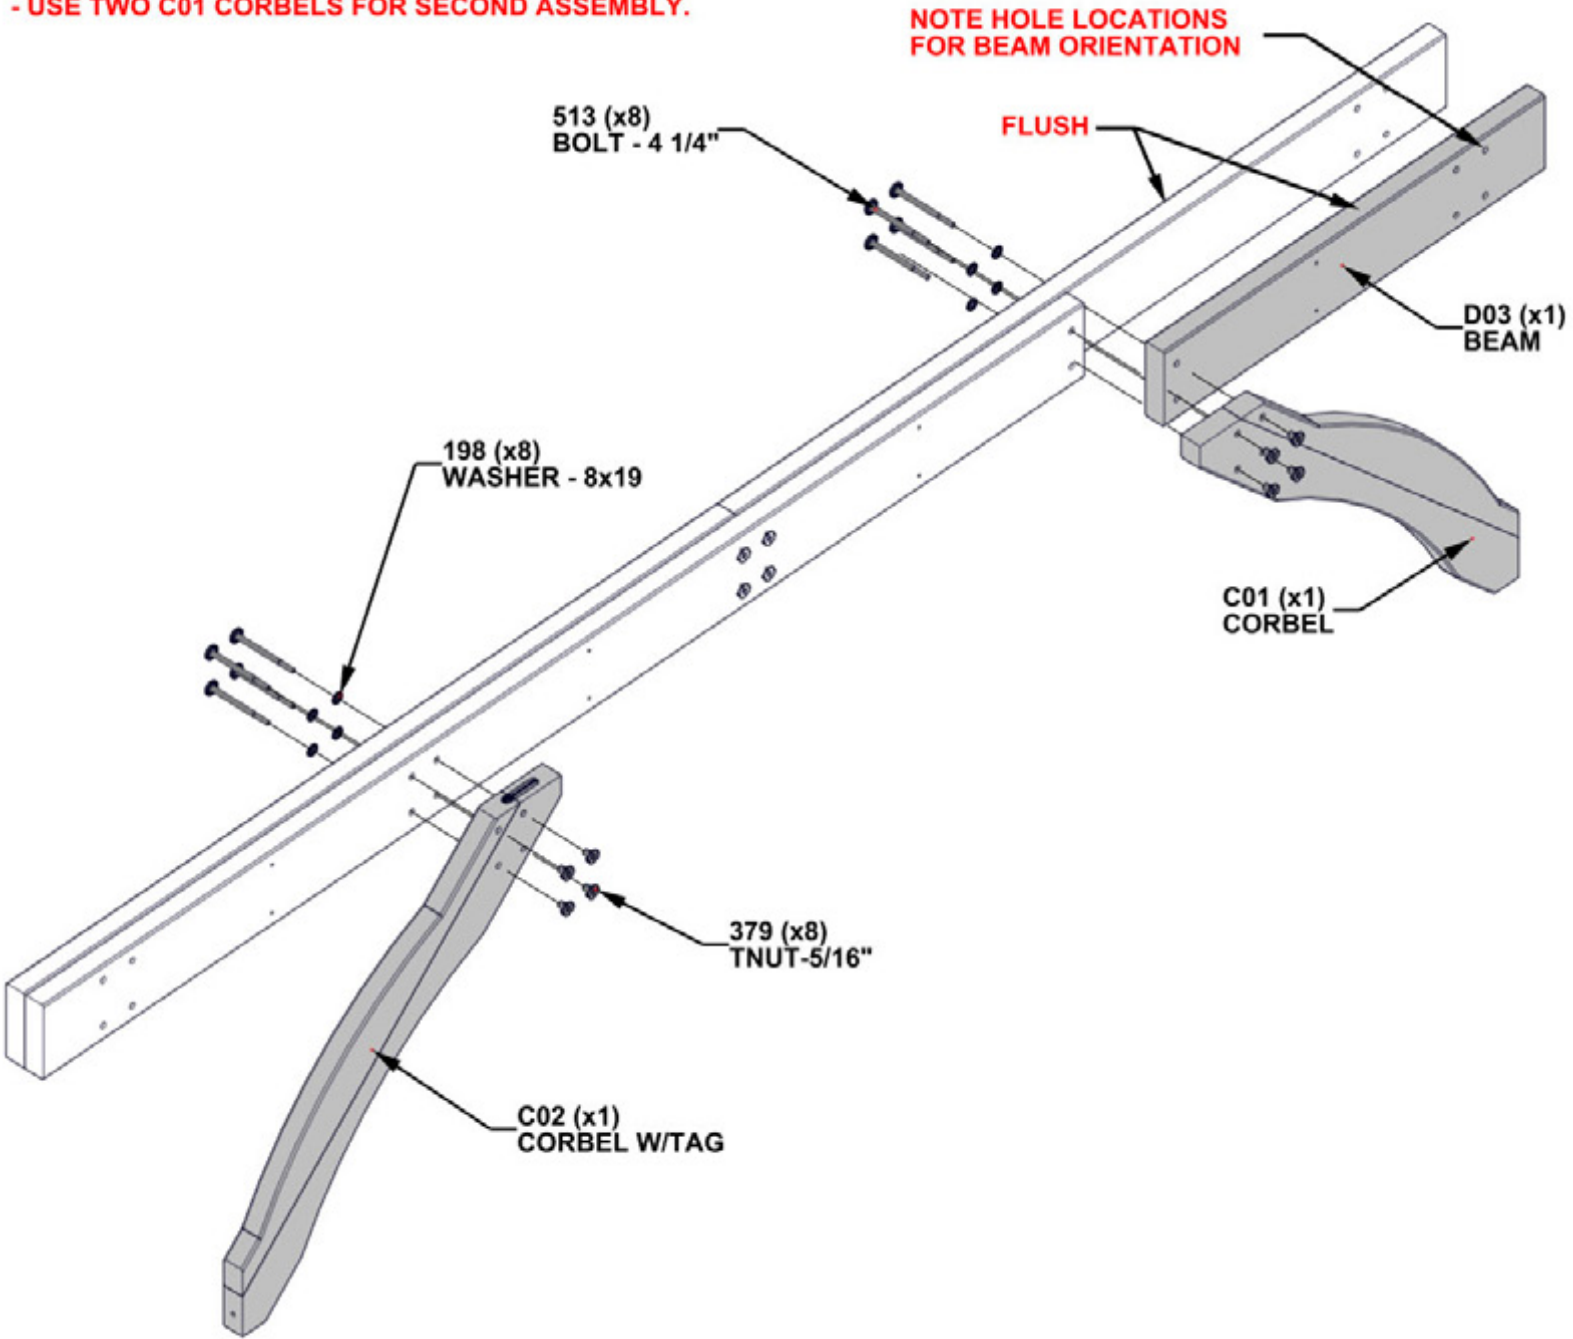 - USE TWO C01 CORBELS FOR SECOND ASSEMBLY.
NOTE HOLE LOCATIONS
FOR BEAM ORIENTATION
513 (x8)
BOLT - 4 1/4"
FLUSH
D03 (x1)
BEAM
198 (x8)
WASHER - 8x19
C01 (x1)
CORBEL
379 (x8)
TNUT-5/16"
C02 (x1)
CORBEL W/TAG